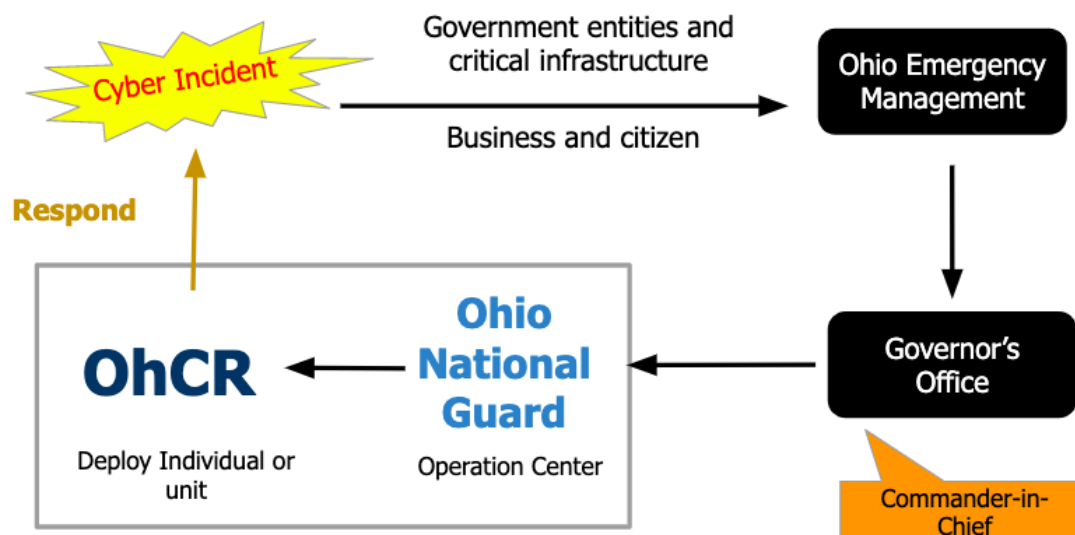 Cyber Incident
Government entities and
critical infrastructure
Business and citizen
Ohio Emergency
Management
Respond
Governor's
Office
Commander-in-
Chief
Ohio
National
Guard
Operation Center
OhCR
Deploy Individual or
unit